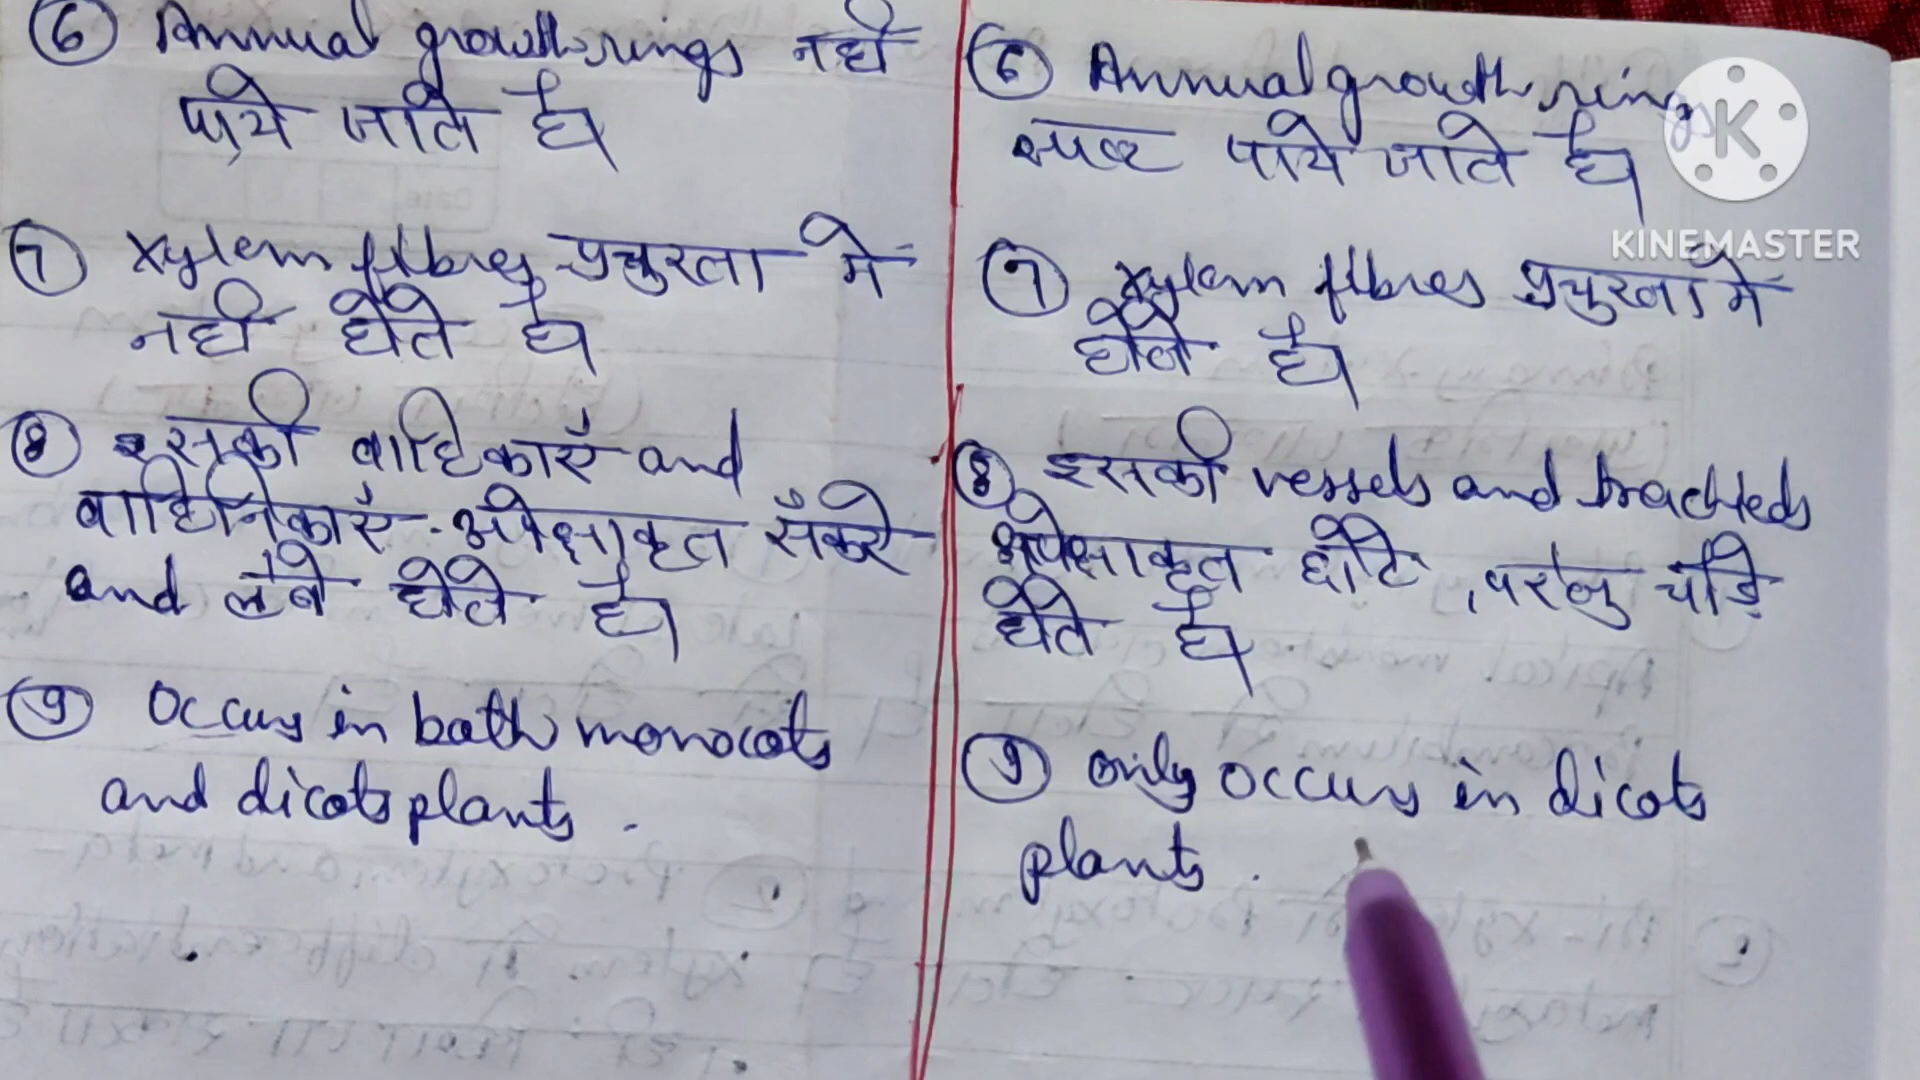 ⑥ Annual growth rings नही
पाये जाते है।
⑦ Xylem fibres प्रचुरता मे
नही होते है।
⑧ इसकी वाहिकाएँ and
वाहिनिकाएँ अपेक्षाकृत सँकरे
and लंबे होते है।
⑨ Occurs in both monocots
and dicots plants.
⑥ Annual growth rings
स्पष्ट पाये जाते है।
⑦ Xylem fibres प्रचुरता मे
होते है।
⑧ इसकी vessels and tracheids
अपेक्षाकृत छोटे, परन्तु चौड़े
होते है।
⑨ only occurs in dicots
plants.
K
KINEMASTER